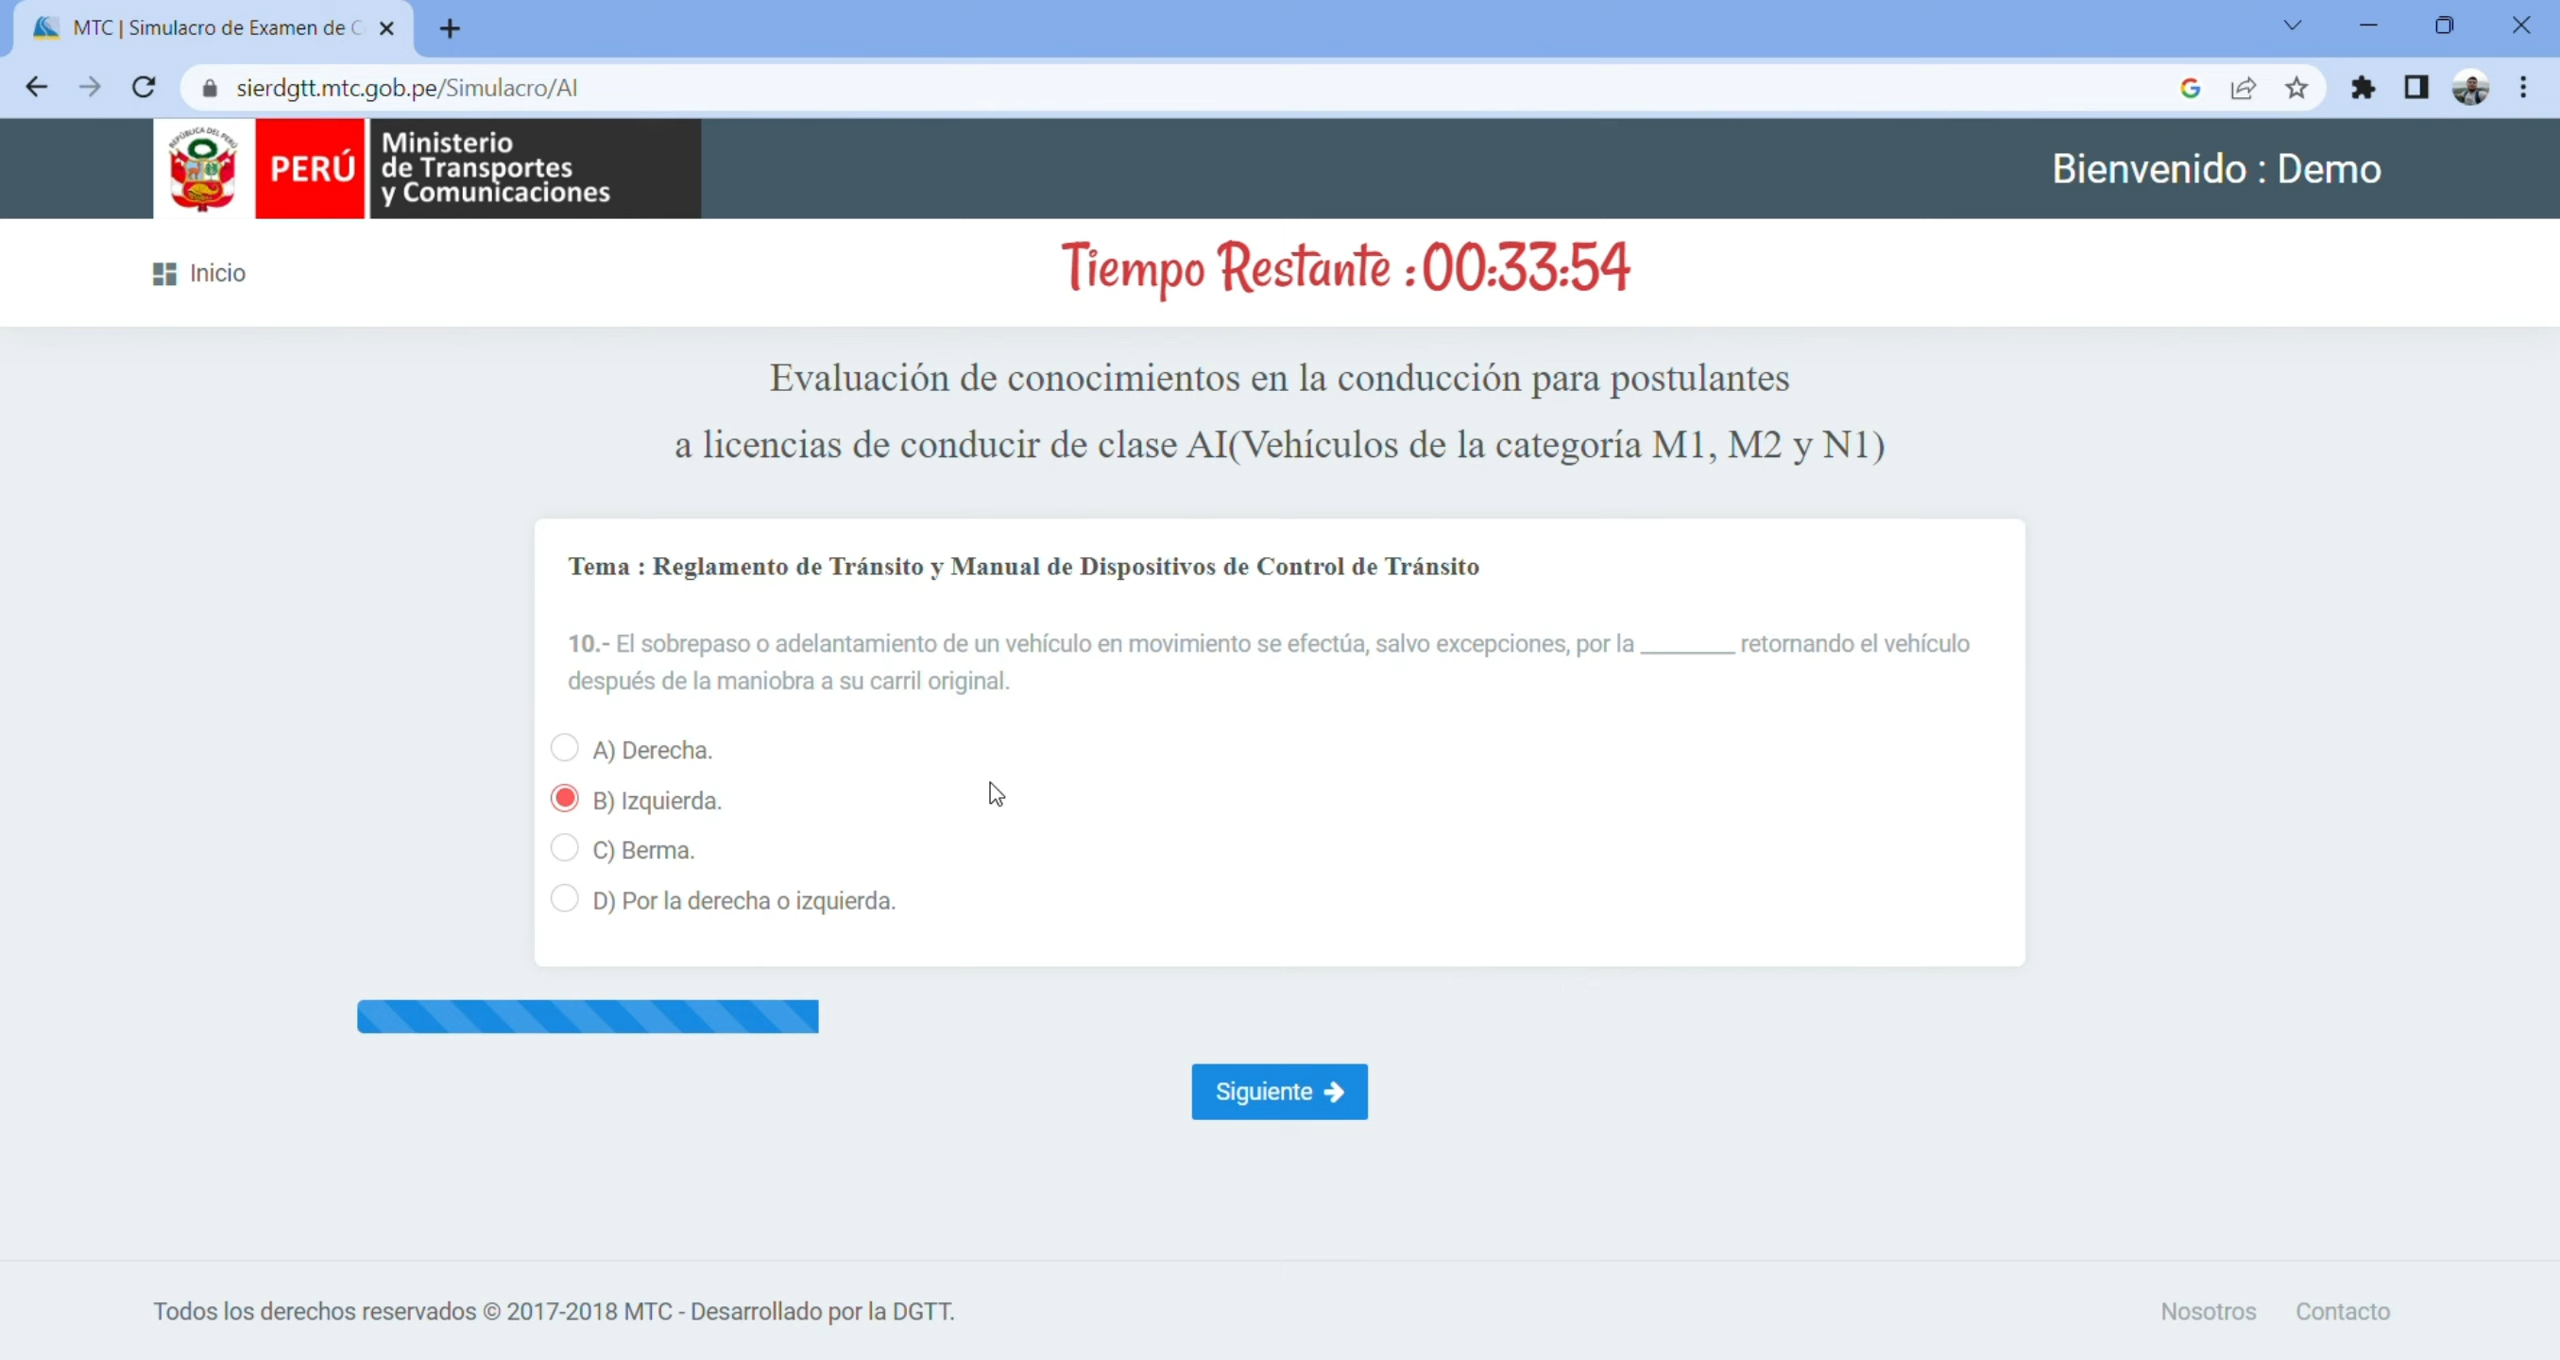 MTC | Simulacro de Examen de C
sierdgtt.mtc.gob.pe/Simulacro/AI
PERÚ
Ministerio
de Transportes
y Comunicaciones
Bienvenido : Demo
Inicio
Tiempo Restante :00:33:54
Evaluación de conocimientos en la conducción para postulantes
a licencias de conducir de clase AI(Vehículos de la categoría M1, M2 y N1)
Tema : Reglamento de Tránsito y Manual de Dispositivos de Control de Tránsito
10.- El sobrepaso o adelantamiento de un vehículo en movimiento se efectúa, salvo excepciones, por la ________ retornando el vehículo
después de la maniobra a su carril original.
A) Derecha.
B) Izquierda.
C) Berma.
D) Por la derecha o izquierda.
Siguiente
Todos los derechos reservados © 2017-2018 MTC - Desarrollado por la DGTT.
Nosotros Contacto